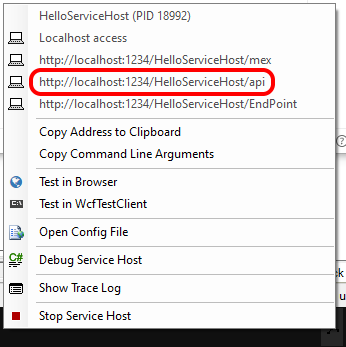 HelloServiceHost (PID 18992)
Localhost access
http://localhost:1234/HelloServiceHost/mex
http://localhost:1234/HelloServiceHost/api
http://localhost:1234/HelloServiceHost/EndPoint
Copy Address to Clipboard
Copy Command Line Arguments
Test in Browser
C:\ Test in WcfTestClient
Open Config File
C# Debug Service Host
ck
Show Trace Log
u
Stop Service Host